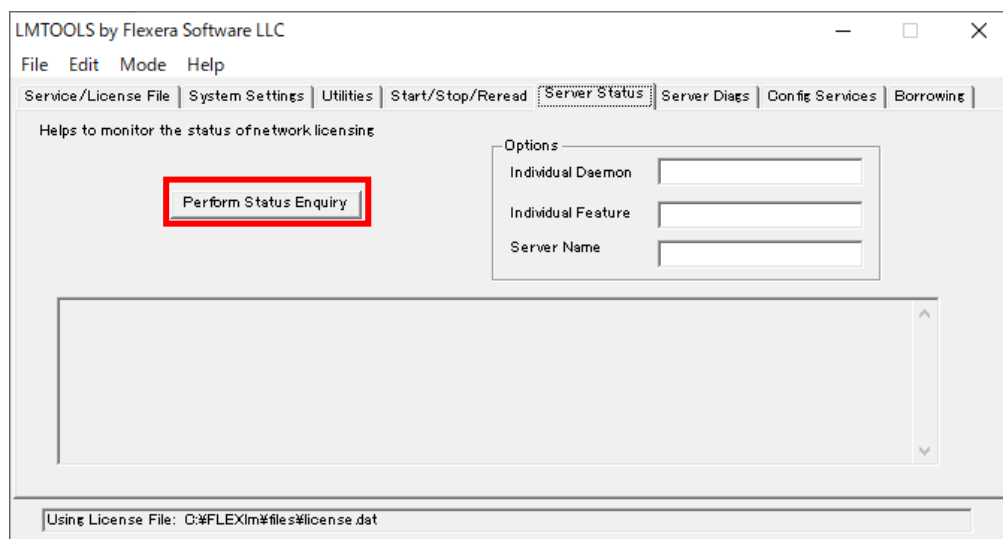 LMTOOLS by Flexera Software LLC
File Edit Mode Help
Service/License File System Settings Utilities Start/Stop/Reread Server Status Server Diags Config Services Borrowing
Helps to monitor the status of network licensing
Options
Individual Daemon
Perform Status Enquiry
Individual Feature
Server Name
Using License File: C:¥FLEXlm¥files¥license.dat